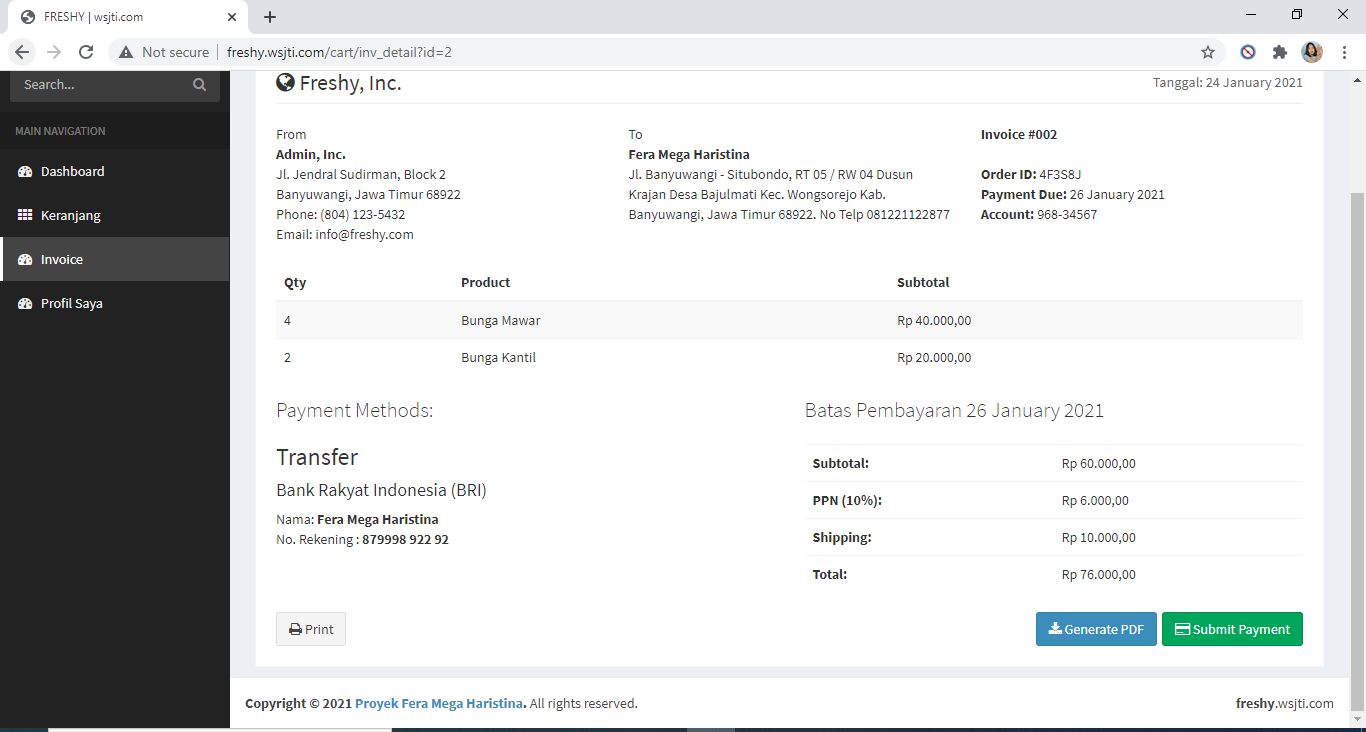 FRESHY | wsjti.com
Not secure | freshy.wsjti.com/cart/inv_detail?id=2
Search...
MAIN NAVIGATION
Dashboard
Keranjang
Invoice
Profil Saya
Freshy, Inc.
Tanggal: 24 January 2021
From
Admin, Inc.
Jl. Jendral Sudirman, Block 2
Banyuwangi, Jawa Timur 68922
Phone: (804) 123-5432
Email: info@freshy.com
To
Fera Mega Haristina
Jl. Banyuwangi - Situbondo, RT 05 / RW 04 Dusun
Krajan Desa Bajulmati Kec. Wongsorejo Kab.
Banyuwangi, Jawa Timur 68922. No Telp 081221122877
Invoice #002
Order ID: 4F3S8J
Payment Due: 26 January 2021
Account: 968-34567
Qty Product Subtotal
4 Bunga Mawar Rp 40.000,00
2 Bunga Kantil Rp 20.000,00
Payment Methods:
Transfer
Bank Rakyat Indonesia (BRI)
Nama: Fera Mega Haristina
No. Rekening : 879998 922 92
Batas Pembayaran 26 January 2021
Subtotal: Rp 60.000,00
PPN (10%): Rp 6.000,00
Shipping: Rp 10.000,00
Total: Rp 76.000,00
Print
Generate PDF
Submit Payment
Copyright © 2021 Proyek Fera Mega Haristina. All rights reserved.
freshy.wsjti.com